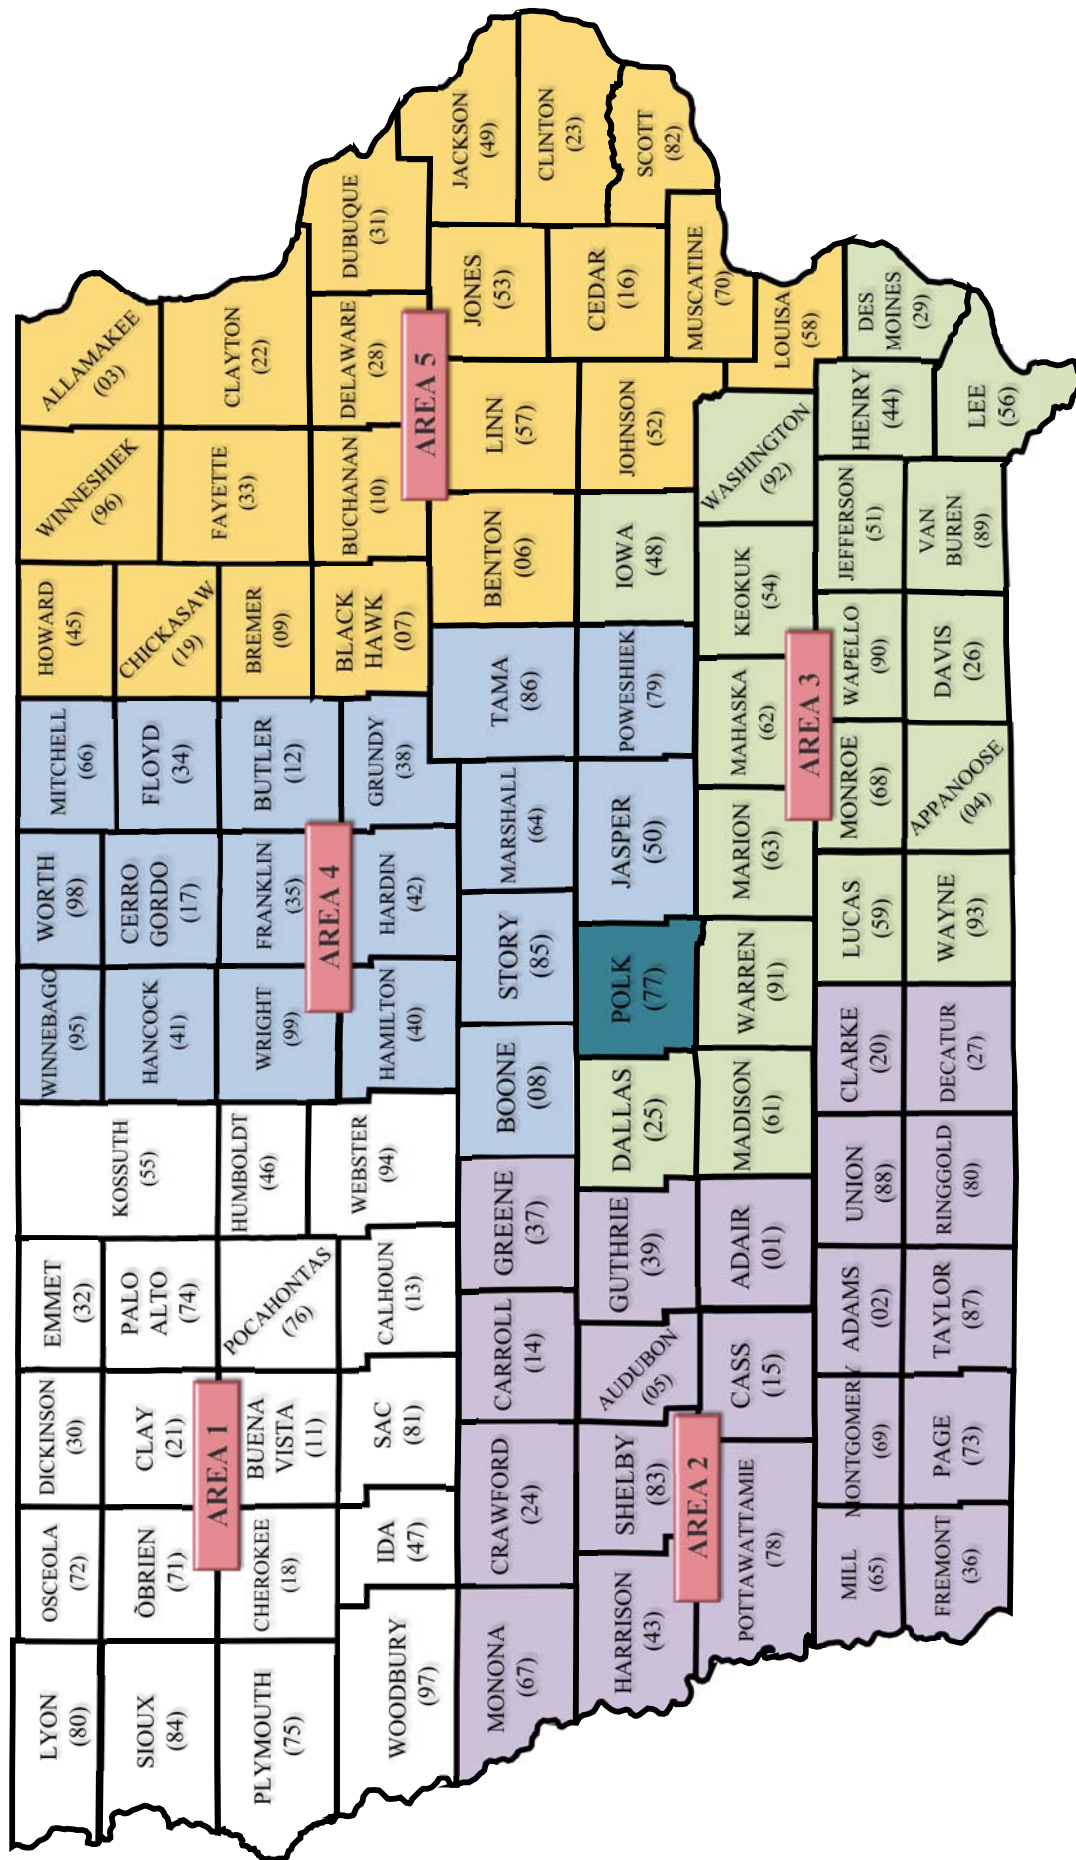 LYON
(80)
OSCEOLA
(72)
DICKINSON
(30)
EMMET
(32)
KOSSUTH
(55)
WINNEBAGO
(95)
WORTH
(98)
MITCHELL
(66)
HOWARD
(45)
WINNESHIEK
(96)
ALLAMAKEE
(03)
SIOUX
(84)
ÕBRIEN
(71)
CLAY
(21)
PALO
ALTO
(74)
HANCOCK
(41)
CERRO
GORDO
(17)
FLOYD
(34)
CHICKASAW
(19)
AREA 1
PLYMOUTH
(75)
CHEROKEE
(18)
BUENA
VISTA
(11)
POCAHONTAS
(76)
HUMBOLDT
(46)
WRIGHT
(99)
FRANKLIN
(35)
BUTLER
(12)
BREMER
(09)
FAYETTE
(33)
CLAYTON
(22)
AREA 4
WOODBURY
(97)
IDA
(47)
SAC
(81)
CALHOUN
(13)
WEBSTER
(94)
HAMILTON
(40)
HARDIN
(42)
GRUNDY
(38)
BLACK
HAWK
(07)
BUCHANAN
(10)
DELAWARE
(28)
DUBUQUE
(31)
AREA 5
MONONA
(67)
CRAWFORD
(24)
CARROLL
(14)
GREENE
(37)
BOONE
(08)
STORY
(85)
MARSHALL
(64)
TAMA
(86)
BENTON
(06)
LINN
(57)
JONES
(53)
JACKSON
(49)
CLINTON
(23)
HARRISON
(43)
SHELBY
(83)
AUDUBON
(05)
GUTHRIE
(39)
DALLAS
(25)
POLK
(77)
JASPER
(50)
POWESHIEK
(79)
IOWA
(48)
JOHNSON
(52)
CEDAR
(16)
SCOTT
(82)
AREA 2
MUSCATINE
(70)
POTTAWATTAMIE
(78)
CASS
(15)
ADAIR
(01)
MADISON
(61)
WARREN
(91)
MARION
(63)
MAHASKA
(62)
KEOKUK
(54)
WASHINGTON
(92)
LOUISA
(58)
AREA 3
MILL
(65)
MONTGOMERY
(69)
ADAMS
(02)
UNION
(88)
CLARKE
(20)
LUCAS
(59)
MONROE
(68)
WAPELLO
(90)
JEFFERSON
(51)
HENRY
(44)
DES
MOINES
(29)
FREMONT
(36)
PAGE
(73)
TAYLOR
(87)
RINGGOLD
(80)
DECATUR
(27)
WAYNE
(93)
APPANOOSE
(04)
DAVIS
(26)
VAN
BUREN
(89)
LEE
(56)